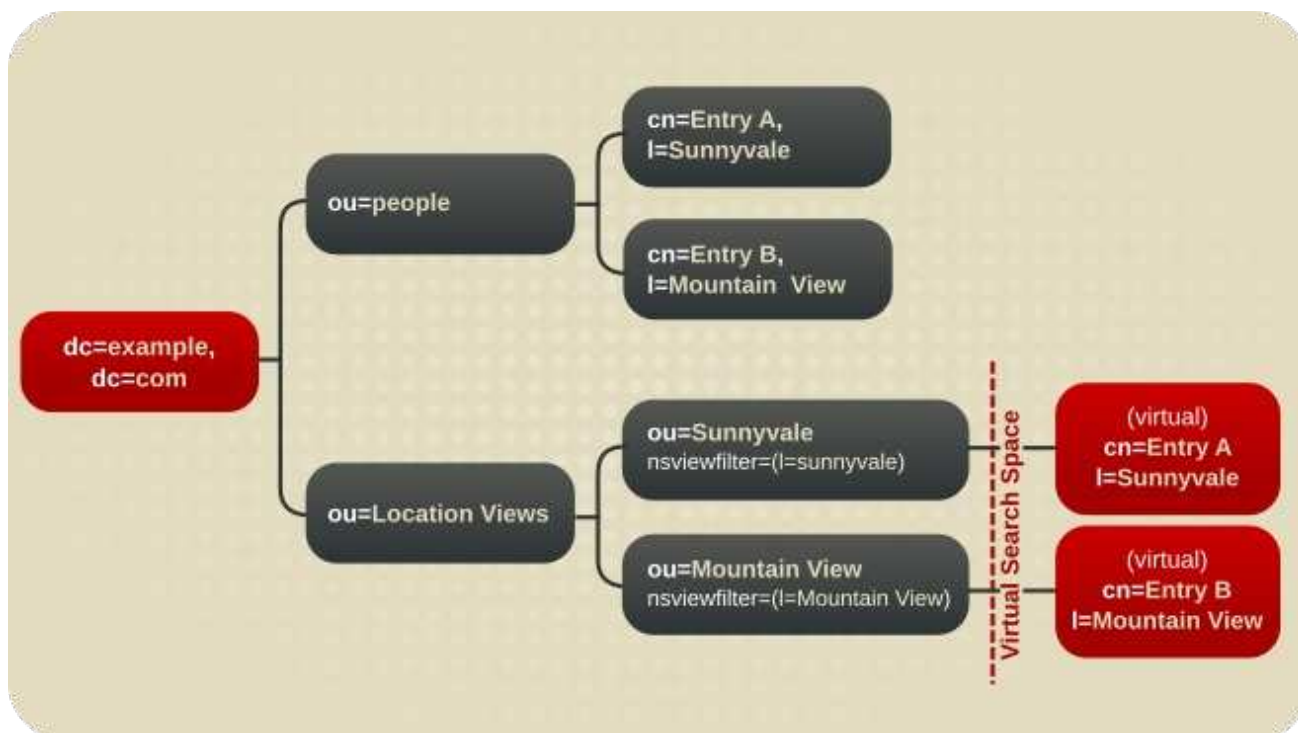 cn=Entry A,
l=Sunnyvale
ou=people
cn=Entry B,
l=Mountain View
dc=example,
dc=com
ou=Sunnyvale
nsviewfilter=(l=sunnyvale)
(virtual)
cn=Entry A
l=Sunnyvale
Virtual Search Space
ou=Location Views
ou=Mountain View
nsviewfilter=(l=Mountain View)
(virtual)
cn=Entry B
l=Mountain View